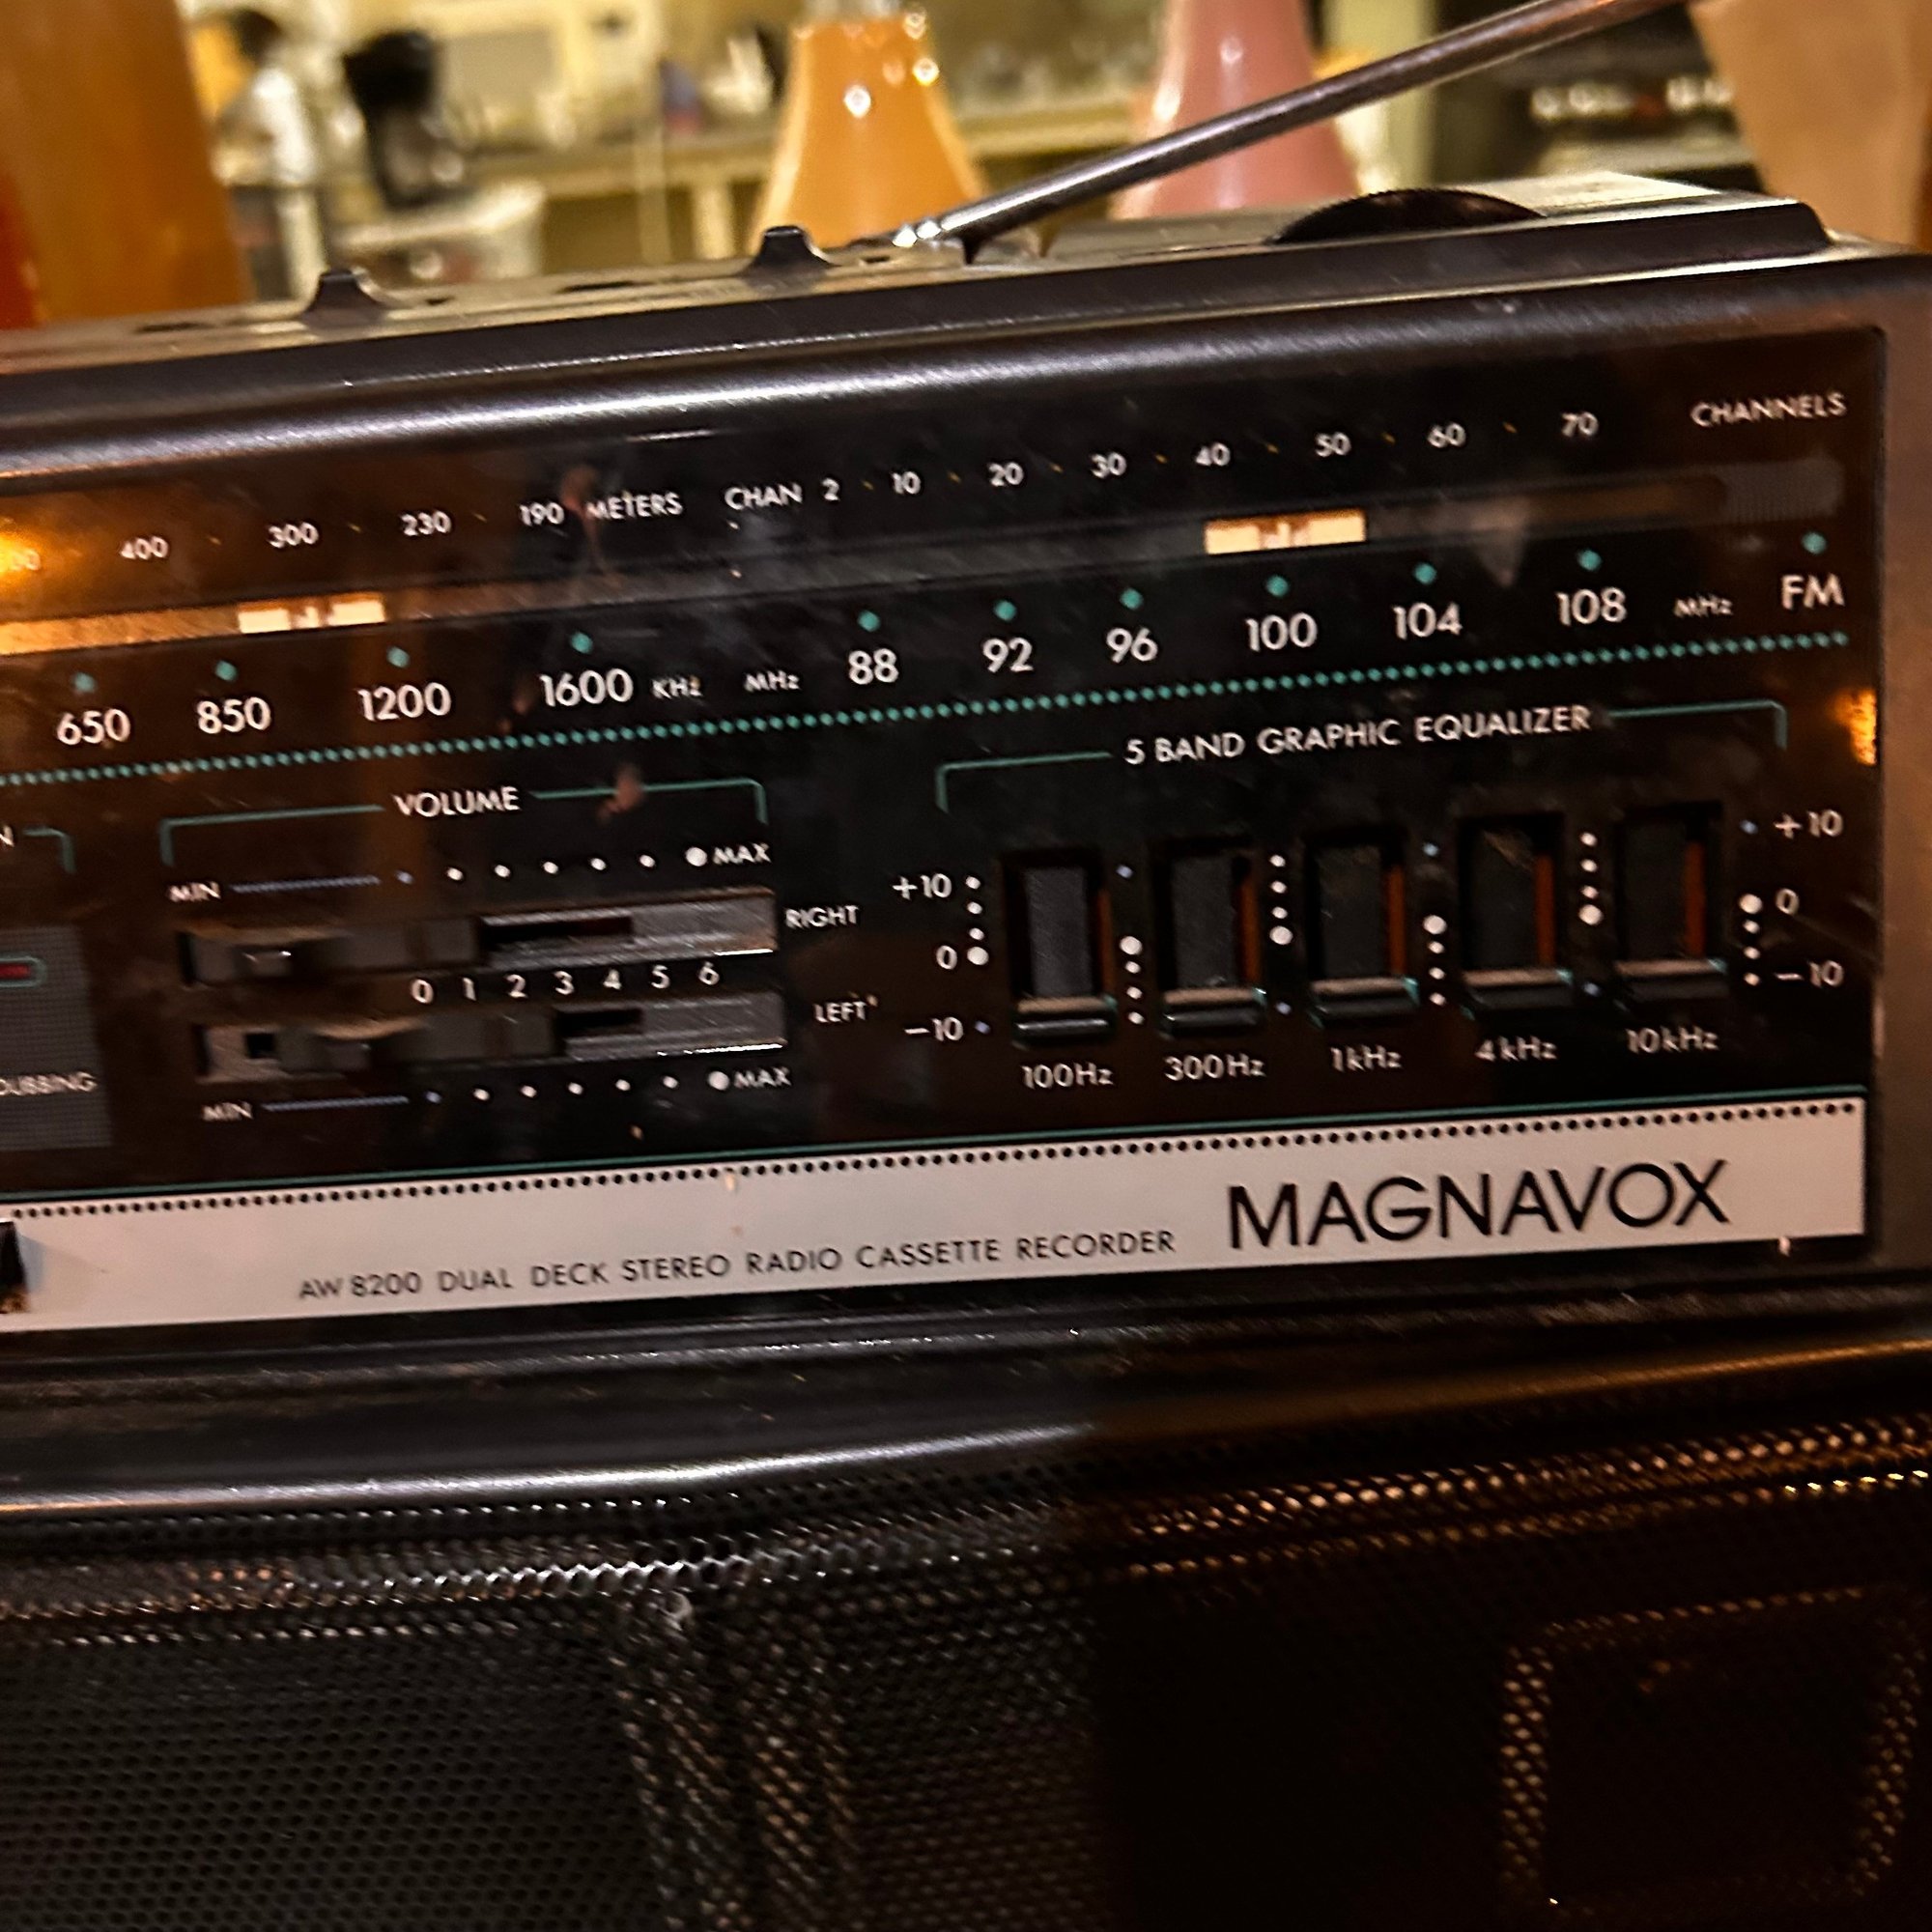 400 300 230 190 METERS CHAN 2 10 20 30 40 50 60 70 CHANNELS
650 850 1200 1600 KHz MHz 88 92 96 100 104 108 MHz FM
VOLUME
MIN MAX
RIGHT
0 1 2 3 4 5 6
LEFT
MIN MAX
DUBBING
5 BAND GRAPHIC EQUALIZER
+10 +10
0 0
-10 -10
100Hz 300Hz 1kHz 4kHz 10kHz
AW 8200 DUAL DECK STEREO RADIO CASSETTE RECORDER MAGNAVOX